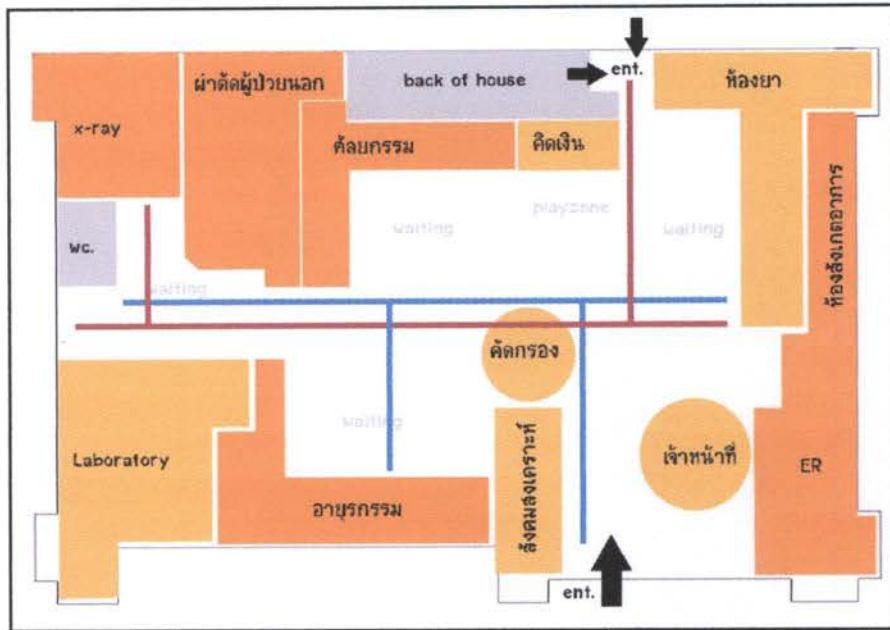 ผ่าตัดผู้ป่วยนอก
back of house
ent.
ห้องยา
x-ray
ศัลยกรรม
คิดเงิน
ห้องสังเกตอาการ
waiting
playzone
waiting
wc.
waiting
คัดกรอง
waiting
Laboratory
อายุรกรรม
สังคมสงเคราะห์
เจ้าหน้าที่
ER
ent.